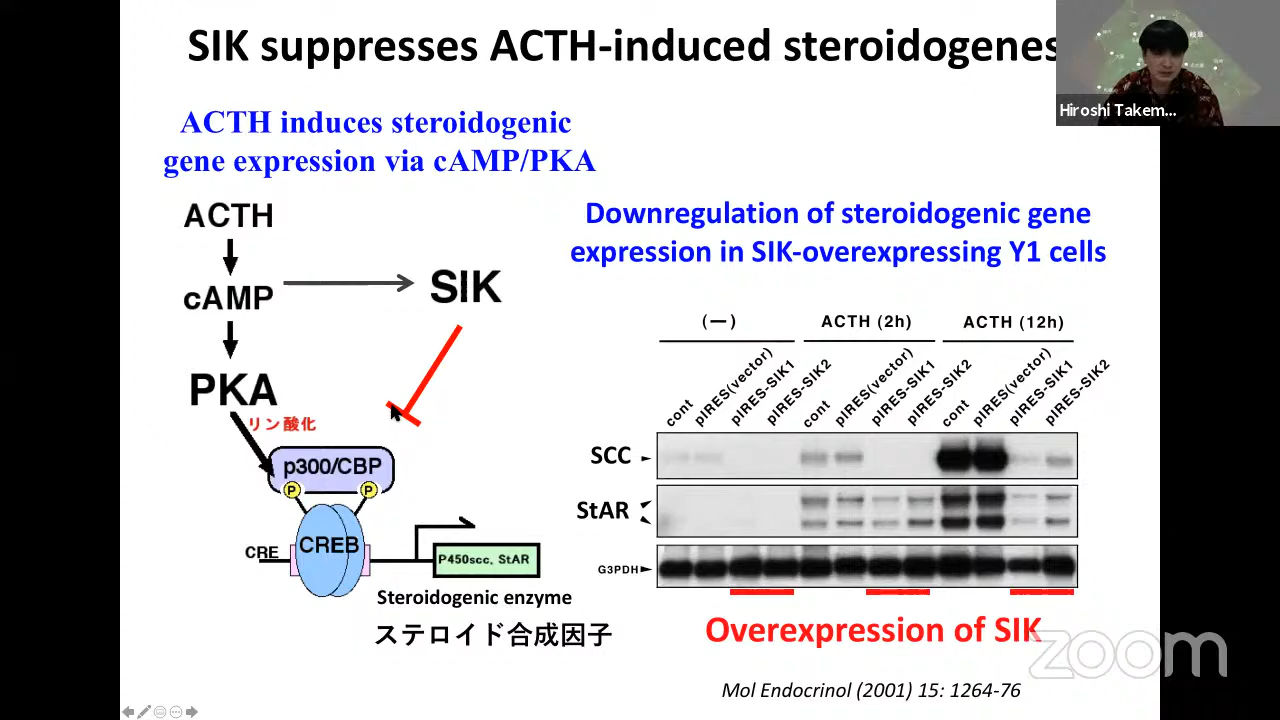 SIK suppresses ACTH-induced steroidogenes
Hiroshi Takem...
ACTH induces steroidogenic
gene expression via cAMP/PKA
ACTH
cAMP
SIK
PKA
リン酸化
p300/CBP
P
P
CREB
CRE
P450scc, StAR
Steroidogenic enzyme
ステロイド合成因子
Downregulation of steroidogenic gene
expression in SIK-overexpressing Y1 cells
(—)
ACTH (2h)
ACTH (12h)
cont
pIRES(vector)
pIRES-SIK1
pIRES-SIK2
cont
pIRES(vector)
pIRES-SIK1
pIRES-SIK2
cont
pIRES(vector)
pIRES-SIK1
pIRES-SIK2
SCC
StAR
G3PDH
Overexpression of SIK
zoom
Mol Endocrinol (2001) 15: 1264-76